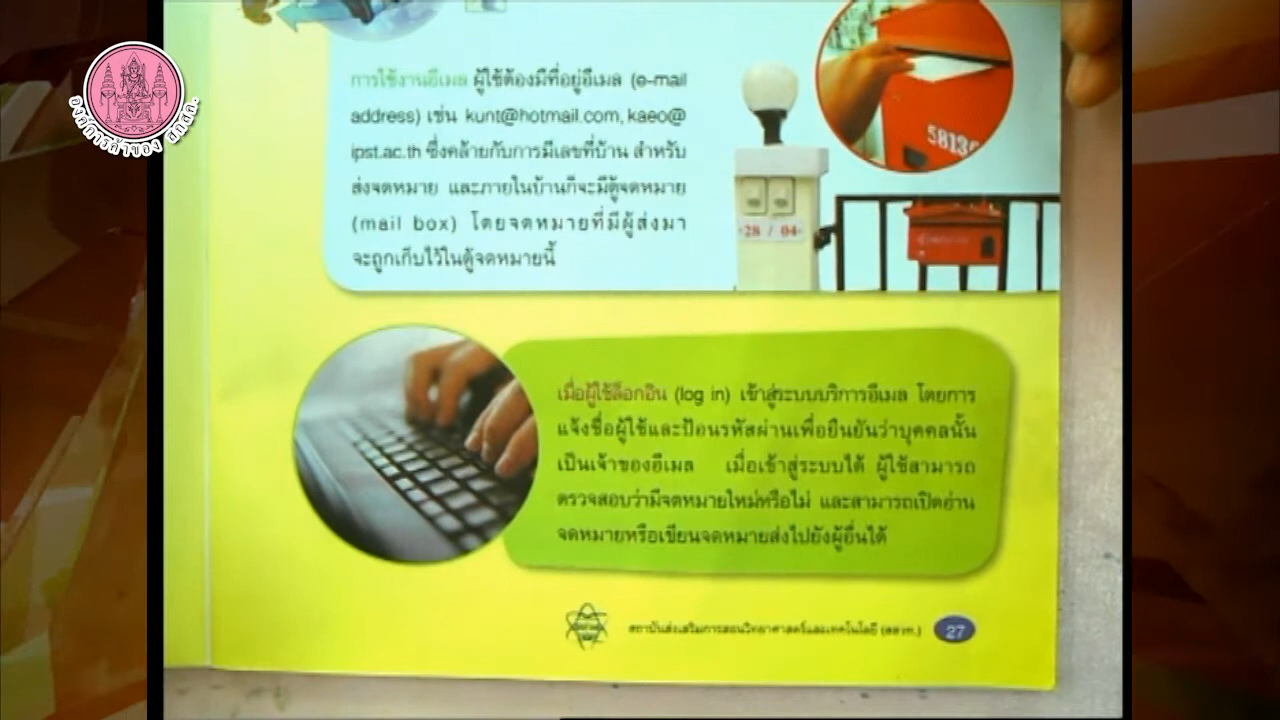 องค์การค้าของ สกสค.
การใช้งานอีเมล ผู้ใช้ต้องมีที่อยู่อีเมล (e-mail
address) เช่น kunt@hotmail.com, kaeo@
ipst.ac.th ซึ่งคล้ายกับการมีเลขที่บ้าน สำหรับ
ส่งจดหมาย และภายในบ้านก็จะมีตู้จดหมาย
(mail box) โดยจดหมายที่มีผู้ส่งมา
จะถูกเก็บไว้ในตู้จดหมายนี้
28 / 04
เมื่อผู้ใช้ล็อกอิน (log in) เข้าสู่ระบบบริการอีเมล โดยการ
แจ้งชื่อผู้ใช้และป้อนรหัสผ่านเพื่อยืนยันว่าบุคคลนั้น
เป็นเจ้าของอีเมล เมื่อเข้าสู่ระบบได้ ผู้ใช้สามารถ
ตรวจสอบว่ามีจดหมายใหม่หรือไม่ และสามารถเปิดอ่าน
จดหมายหรือเขียนจดหมายส่งไปยังผู้อื่นได้
สถาบันส่งเสริมการสอนวิทยาศาสตร์และเทคโนโลยี (สสวท.)
27